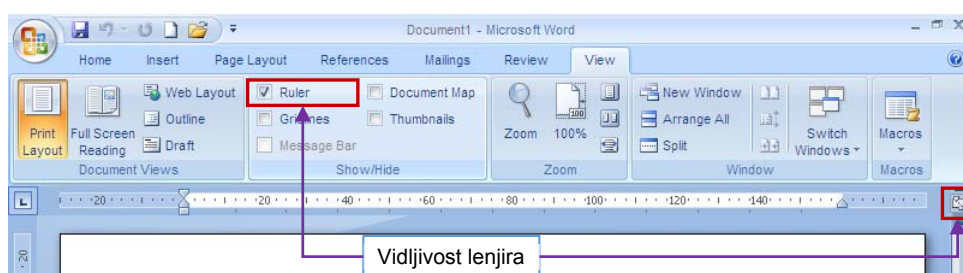 Document1 - Microsoft Word
Home Insert Page Layout References Mailings Review View
Print Layout
Full Screen Reading
Web Layout
Outline
Draft
Document Views
Ruler
Gridlines
Message Bar
Document Map
Thumbnails
Show/Hide
Zoom
100
100%
Zoom
New Window
Arrange All
Split
Switch Windows
Window
Macros
Macros
L
·20· ·20· ·40· ·60· ·80· ·100· ·120· ·140·
20
Vidljivost lenjira